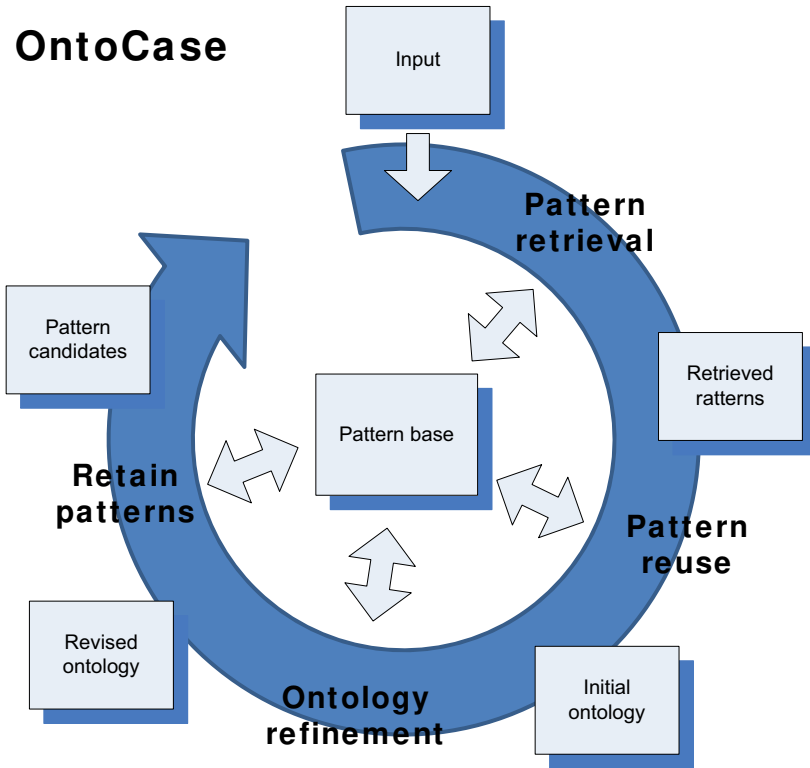 OntoCase
Input
Pattern
retrieval
Retrieved
ratterns
Pattern
reuse
Initial
ontology
Ontology
refinement
Revised
ontology
Retain
patterns
Pattern
candidates
Pattern base